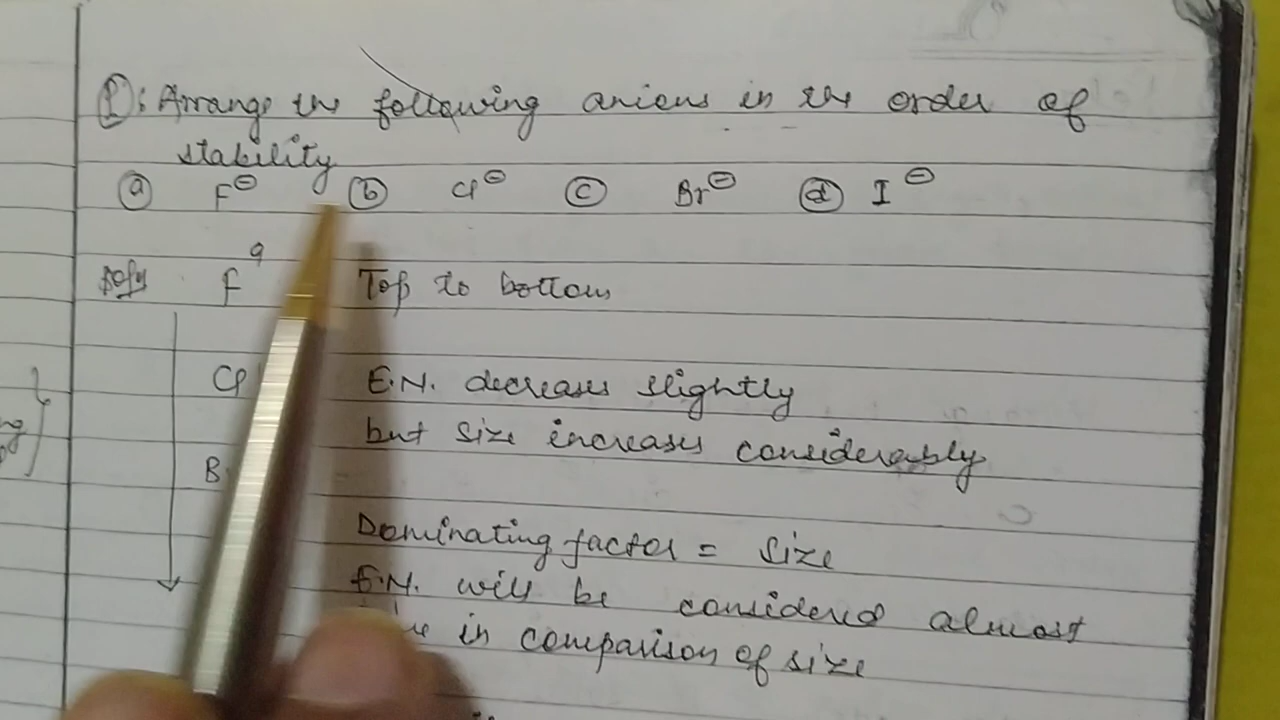 Q: Arrange the following anions in the order of
stability
(a) F⊖ (b) Cl⊖ (c) Br⊖ (d) I⊖
Soln F 9 Top to bottom
Cl E.N. decreases slightly
but size increases considerably
B
Dominating factor = size
E.N. will be considered almost
in comparison of size